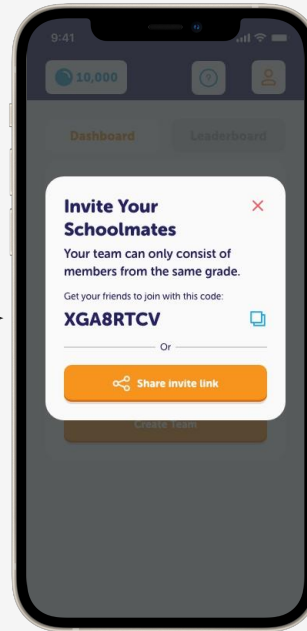 9:41
10,000
Dashboard Leaderboard
Invite Your
Schoolmates
Your team can only consist of
members from the same grade.
Get your friends to join with this code:
XGA8RTCV
Or
Share invite link
Create Team